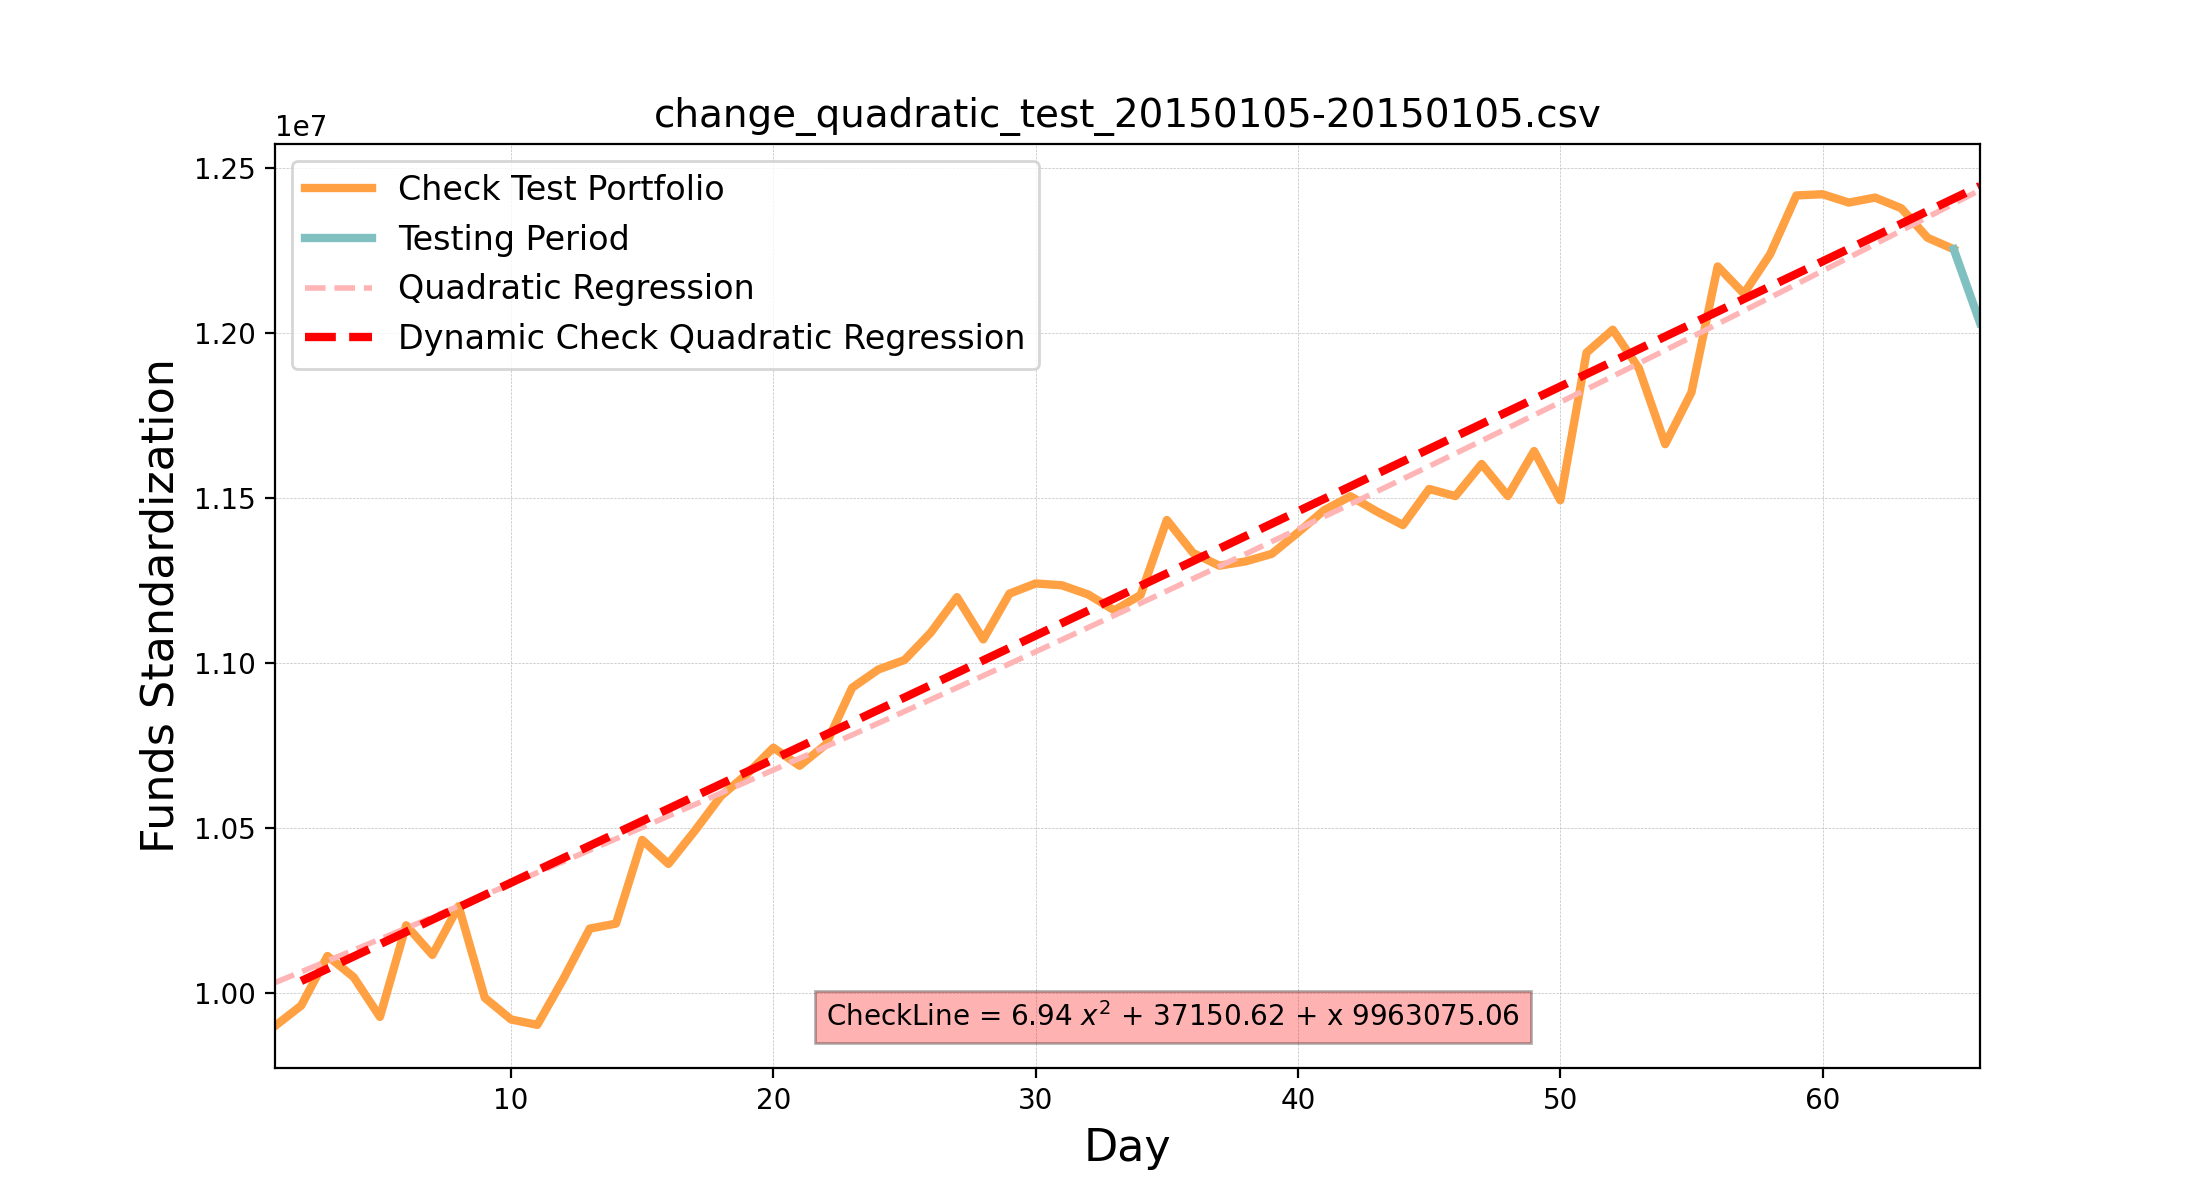 change_quadratic_test_20150105-20150105.csv
1e7
Check Test Portfolio
Testing Period
Quadratic Regression
Dynamic Check Quadratic Regression
1.25
1.20
1.15
1.10
1.05
1.00
Funds Standardization
CheckLine = 6.94 x² + 37150.62 + x 9963075.06
10 20 30 40 50 60
Day